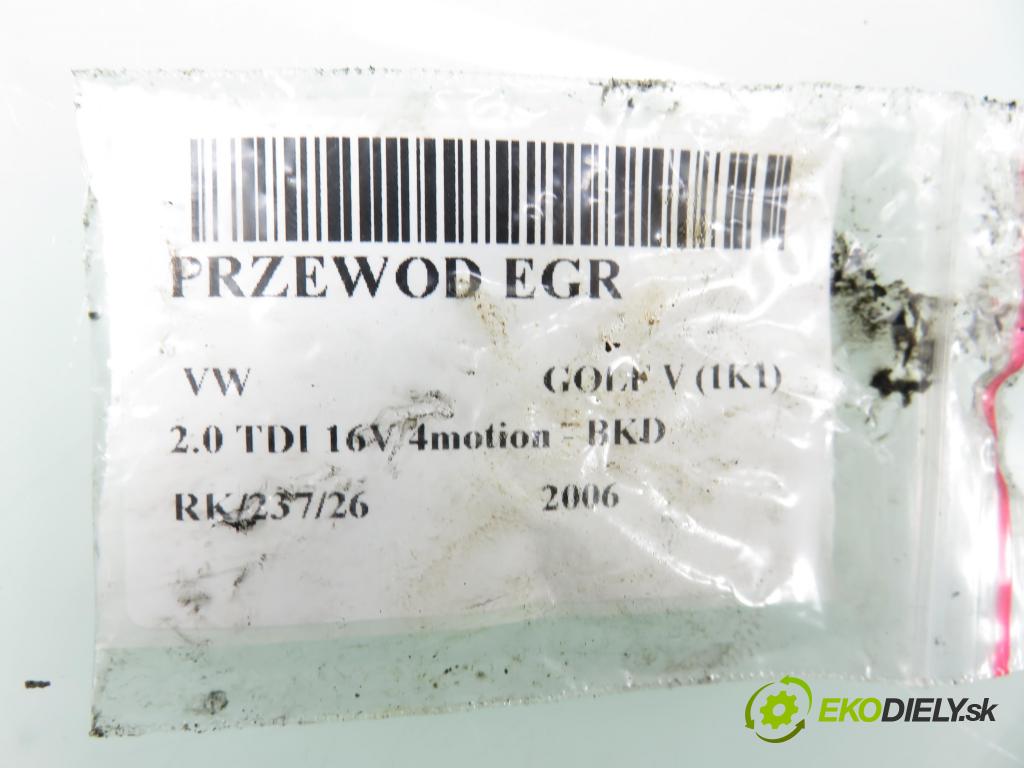 PRZEWOD EGR
VW GOLF V (1K1)
2.0 TDI 16V 4motion - BKD
RK/237/26 2006
EKODIELY.sk